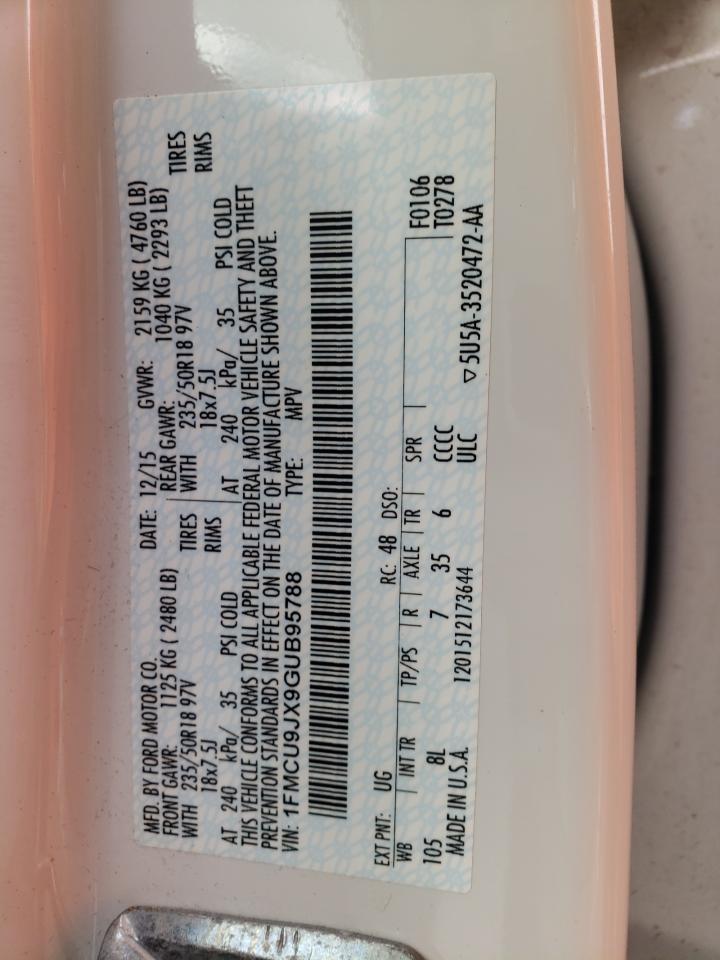 MFD. BY FORD MOTOR CO. DATE: 12/15 GVWR: 2159 KG ( 4760 LB)
FRONT GAWR: 1125 KG ( 2480 LB) REAR GAWR: 1040 KG ( 2293 LB)
WITH 235/50R18 97V TIRES WITH 235/50R18 97V TIRES
18x7.5J RIMS 18x7.5J RIMS
AT 240 kPa/ 35 PSI COLD AT 240 kPa/ 35 PSI COLD
THIS VEHICLE CONFORMS TO ALL APPLICABLE FEDERAL MOTOR VEHICLE SAFETY AND THEFT
PREVENTION STANDARDS IN EFFECT ON THE DATE OF MANUFACTURE SHOWN ABOVE.
VIN: 1FMCU9JX9GUB95788 TYPE: MPV
EXT PNT: UG RC: 48 DSO: F0106
WB INT TR TP/PS R AXLE TR SPR T0278
105 8L 7 35 6 CCCC
MADE IN U.S.A. 1201512173644 ULC ▽5U5A-3520472-AA